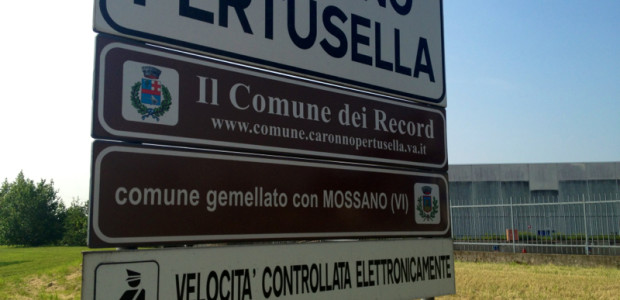 PERTUSELLA
Il Comune dei Record
www.comune.caronnopertusella.va.it
comune gemellato con MOSSANO (VI)
VELOCITA' CONTROLLATA ELETTRONICAMENTE